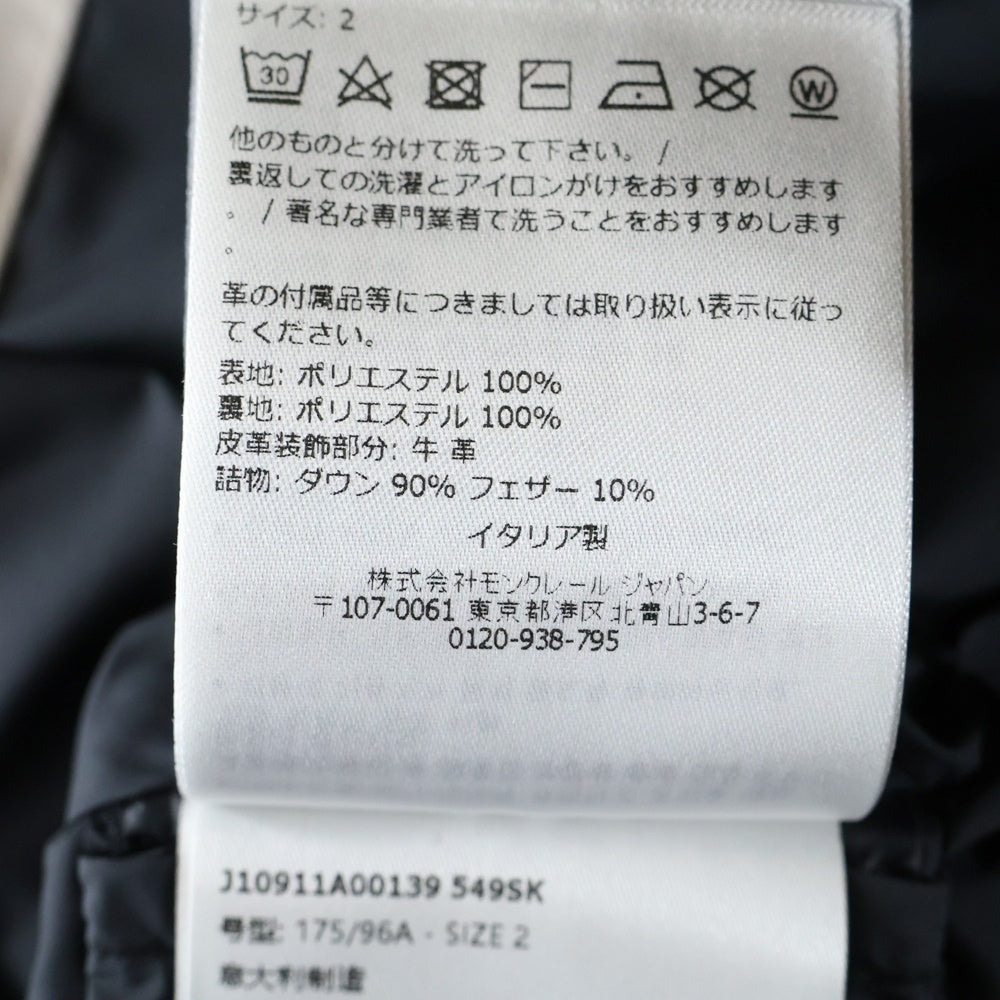 サイズ: 2
30
W
他のものと分けて洗って下さい。 /
裏返しての洗濯とアイロンがけをおすすめします
。 / 著名な専門業者で洗うことをおすすめします
。
革の付属品等につきましては取り扱い表示に従っ
てください。
表地: ポリエステル 100%
裏地: ポリエステル 100%
皮革装飾部分: 牛 革
詰物: ダウン 90% フェザー 10%
イタリア製
株式会社モンクレール ジャパン
〒107-0061 東京都港区北青山3-6-7
0120-938-795
J10911A00139 549SK
号型: 175/96A - SIZE 2
意大利制造